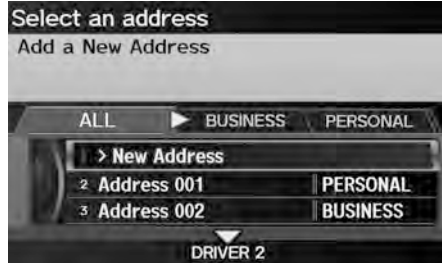 Select an address
Add a New Address
ALL BUSINESS PERSONAL
> New Address
2 Address 001 PERSONAL
3 Address 002 BUSINESS
DRIVER 2